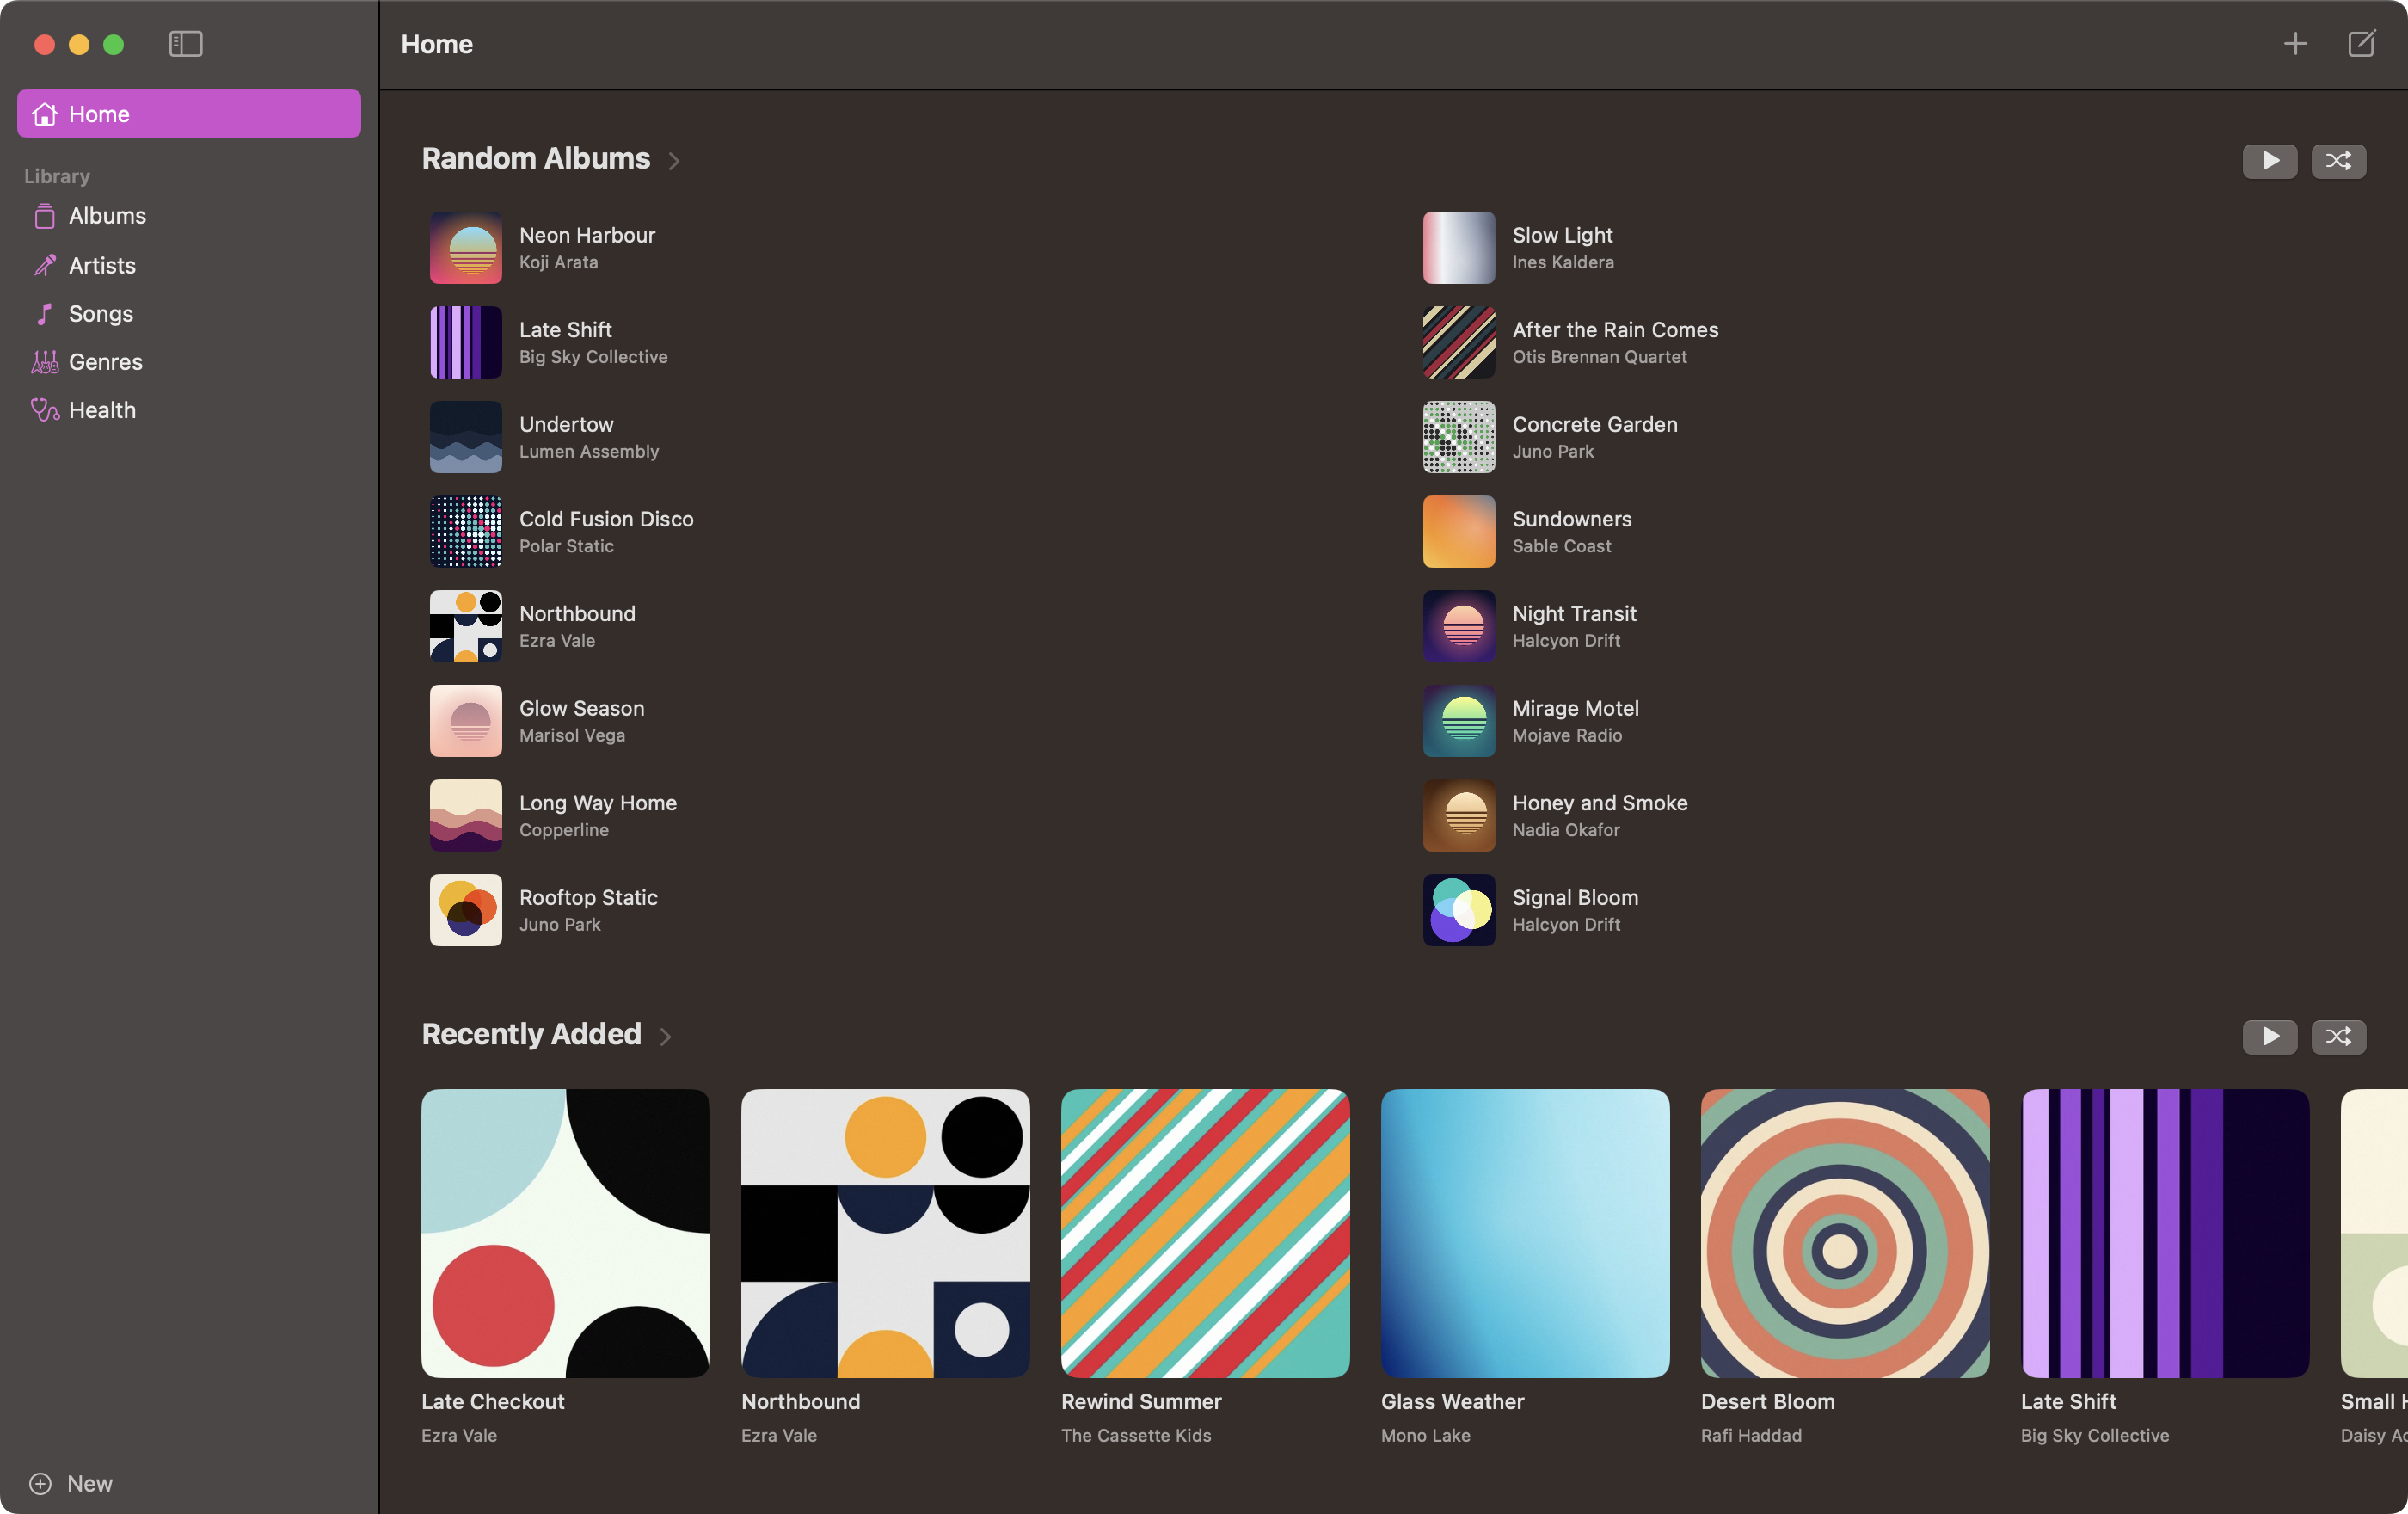 Home
Home
Library
Albums
Artists
Songs
Genres
Health
New
Random Albums
Neon Harbour
Koji Arata
Late Shift
Big Sky Collective
Undertow
Lumen Assembly
Cold Fusion Disco
Polar Static
Northbound
Ezra Vale
Glow Season
Marisol Vega
Long Way Home
Copperline
Rooftop Static
Juno Park
Slow Light
Ines Kaldera
After the Rain Comes
Otis Brennan Quartet
Concrete Garden
Juno Park
Sundowners
Sable Coast
Night Transit
Halcyon Drift
Mirage Motel
Mojave Radio
Honey and Smoke
Nadia Okafor
Signal Bloom
Halcyon Drift
Recently Added
Late Checkout
Ezra Vale
Northbound
Ezra Vale
Rewind Summer
The Cassette Kids
Glass Weather
Mono Lake
Desert Bloom
Rafi Haddad
Late Shift
Big Sky Collective
Small
Daisy